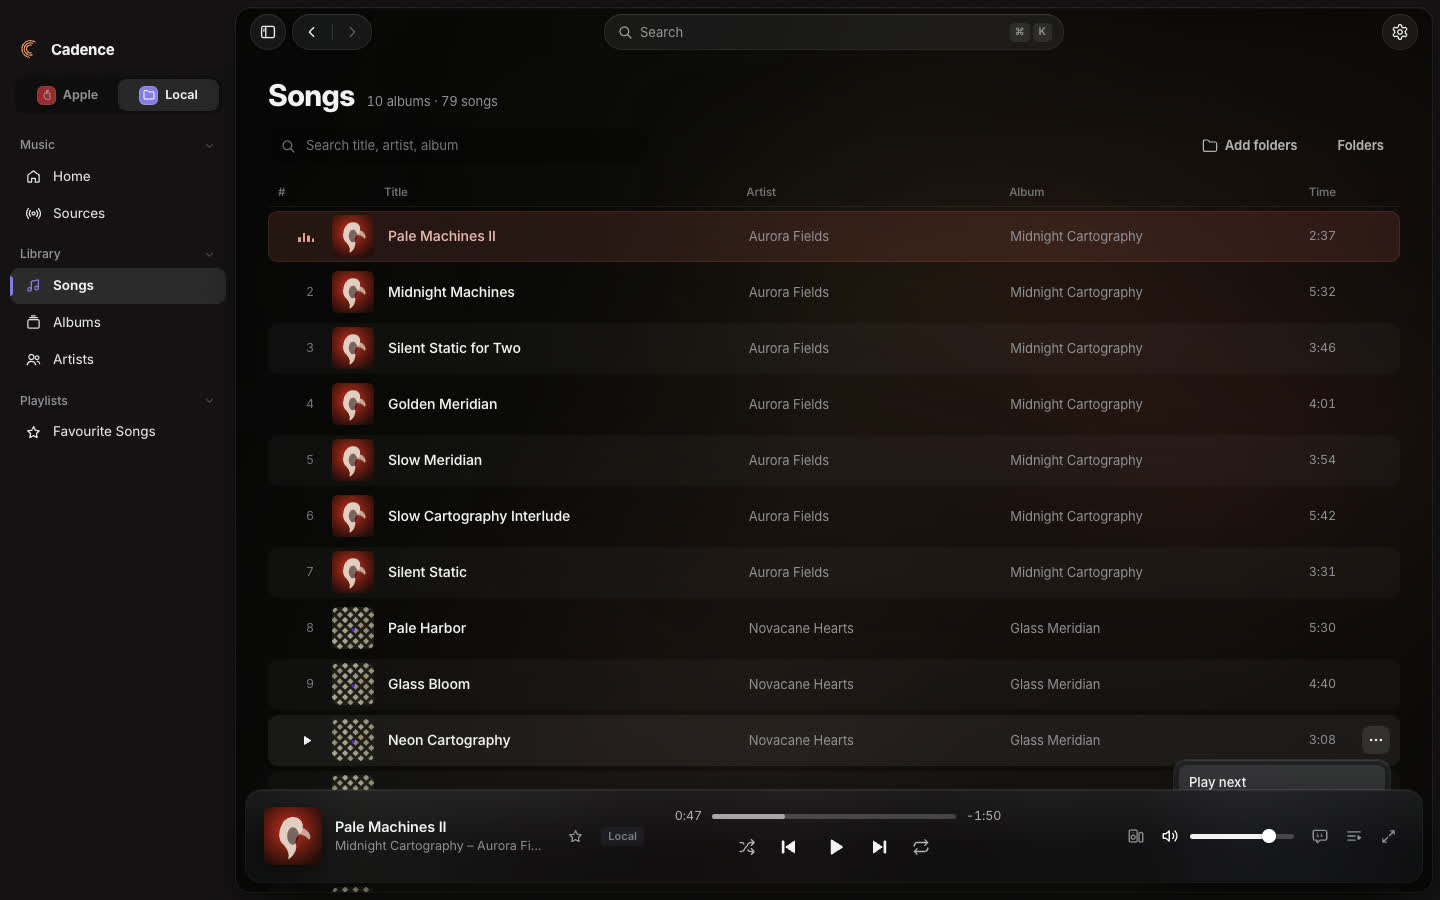 Cadence
Search
⌘ K
Apple
Local
Songs
10 albums · 79 songs
Music
Search title, artist, album
Add folders
Folders
Home
Sources
# Title Artist Album Time
Library
Pale Machines II Aurora Fields Midnight Cartography 2:37
Songs
2 Midnight Machines Aurora Fields Midnight Cartography 5:32
Albums
3 Silent Static for Two Aurora Fields Midnight Cartography 3:46
Artists
4 Golden Meridian Aurora Fields Midnight Cartography 4:01
Playlists
Favourite Songs
5 Slow Meridian Aurora Fields Midnight Cartography 3:54
6 Slow Cartography Interlude Aurora Fields Midnight Cartography 5:42
7 Silent Static Aurora Fields Midnight Cartography 3:31
8 Pale Harbor Novacane Hearts Glass Meridian 5:30
9 Glass Bloom Novacane Hearts Glass Meridian 4:40
Neon Cartography Novacane Hearts Glass Meridian 3:08
Play next
Pale Machines II
Midnight Cartography – Aurora Fi...
Local
0:47
-1:50